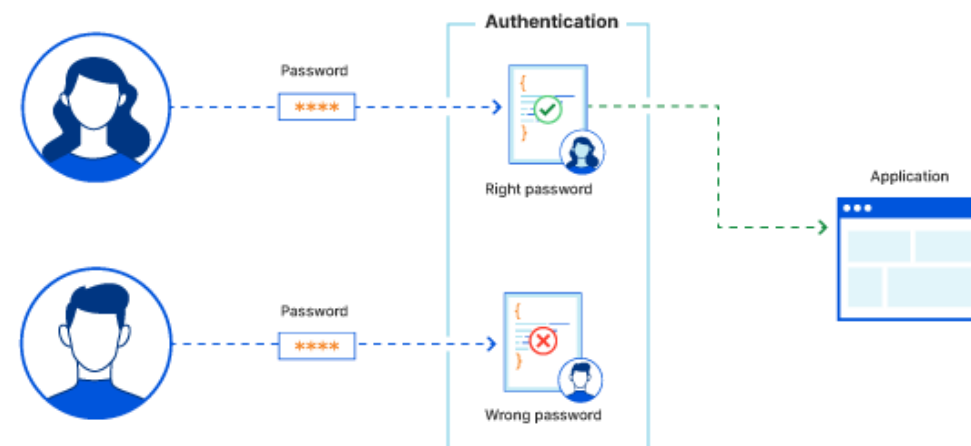 Authentication
Password
****
{
}
Right password
Application
Password
****
{
}
Wrong password